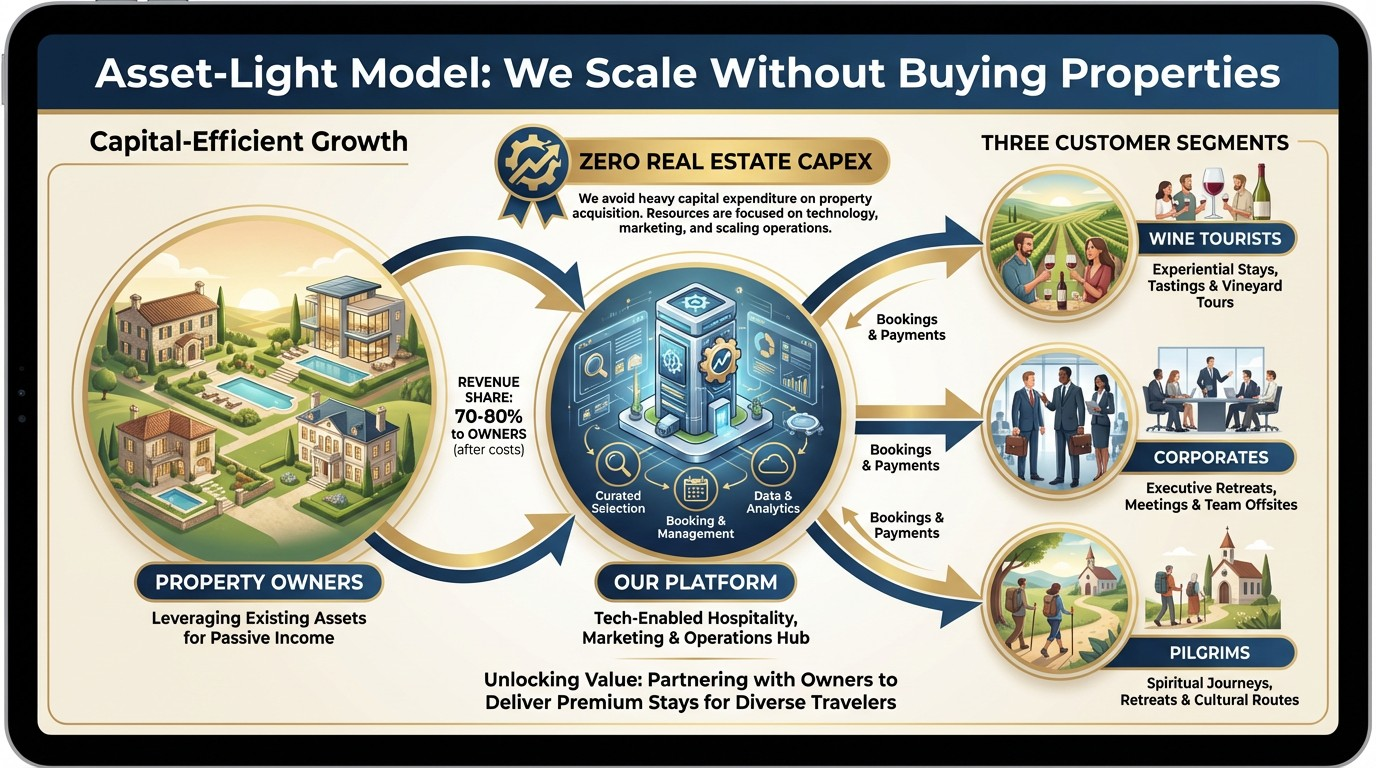 Asset-Light Model: We Scale Without Buying Properties
Capital-Efficient Growth
ZERO REAL ESTATE CAPEX
We avoid heavy capital expenditure on property
acquisition. Resources are focused on technology,
marketing, and scaling operations.
THREE CUSTOMER SEGMENTS
REVENUE
SHARE:
70-80%
to OWNERS
(after costs)
PROPERTY OWNERS
Leveraging Existing Assets
for Passive Income
Curated
Selection
Booking &
Management
Data &
Analytics
OUR PLATFORM
Tech-Enabled Hospitality,
Marketing & Operations Hub
Unlocking Value: Partnering with Owners to
Deliver Premium Stays for Diverse Travelers
Bookings
& Payments
Bookings
& Payments
Bookings &
Payments
WINE TOURISTS
Experiential Stays,
Tastings & Vineyard
Tours
CORPORATES
Executive Retreats,
Meetings & Team Offsites
PILGRIMS
Spiritual Journeys,
Retreats & Cultural Routes